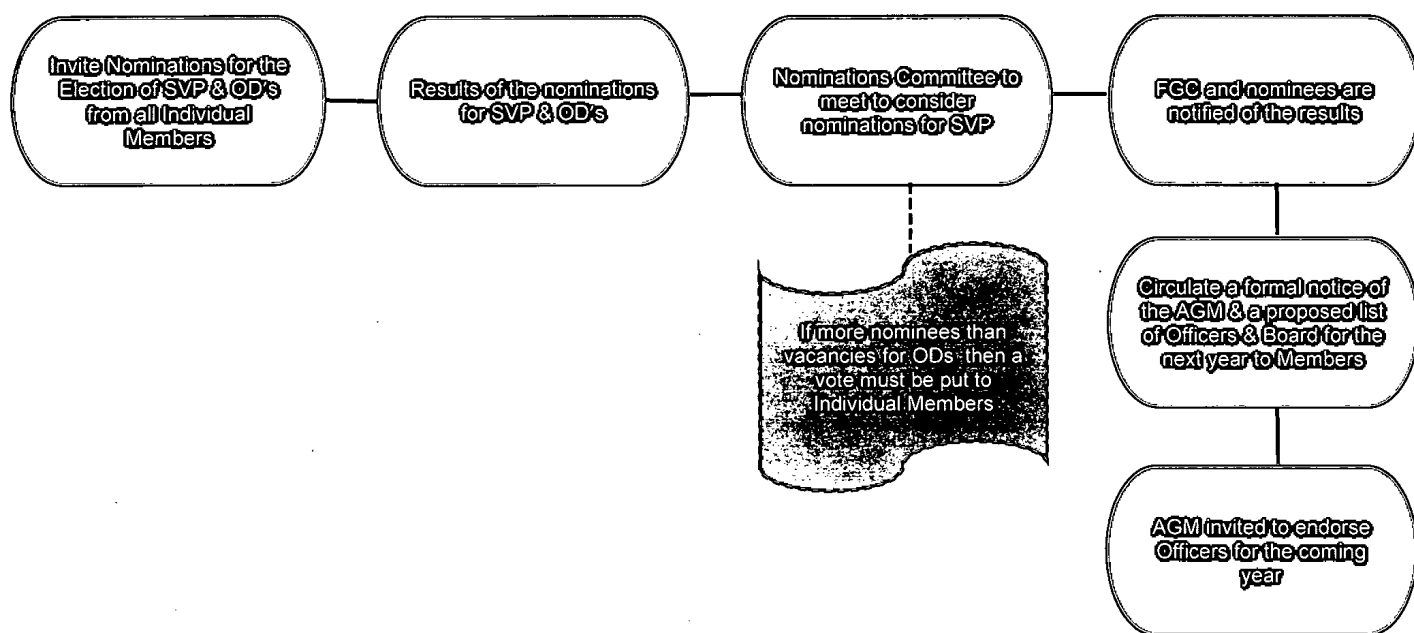 Invite Nominations for the
Election of SVP & OD's
from all Individual
Members
Results of the nominations
for SVP & OD's
Nominations Committee to
meet to consider
nominations for SVP
FGC and nominees are
notified of the results
If more nominees than
vacancies for ODs then a
vote must be put to
Individual Members
Circulate a formal notice of
the AGM & a proposed list
of Officers & Board for the
next year to Members
AGM invited to endorse
Officers for the coming
year